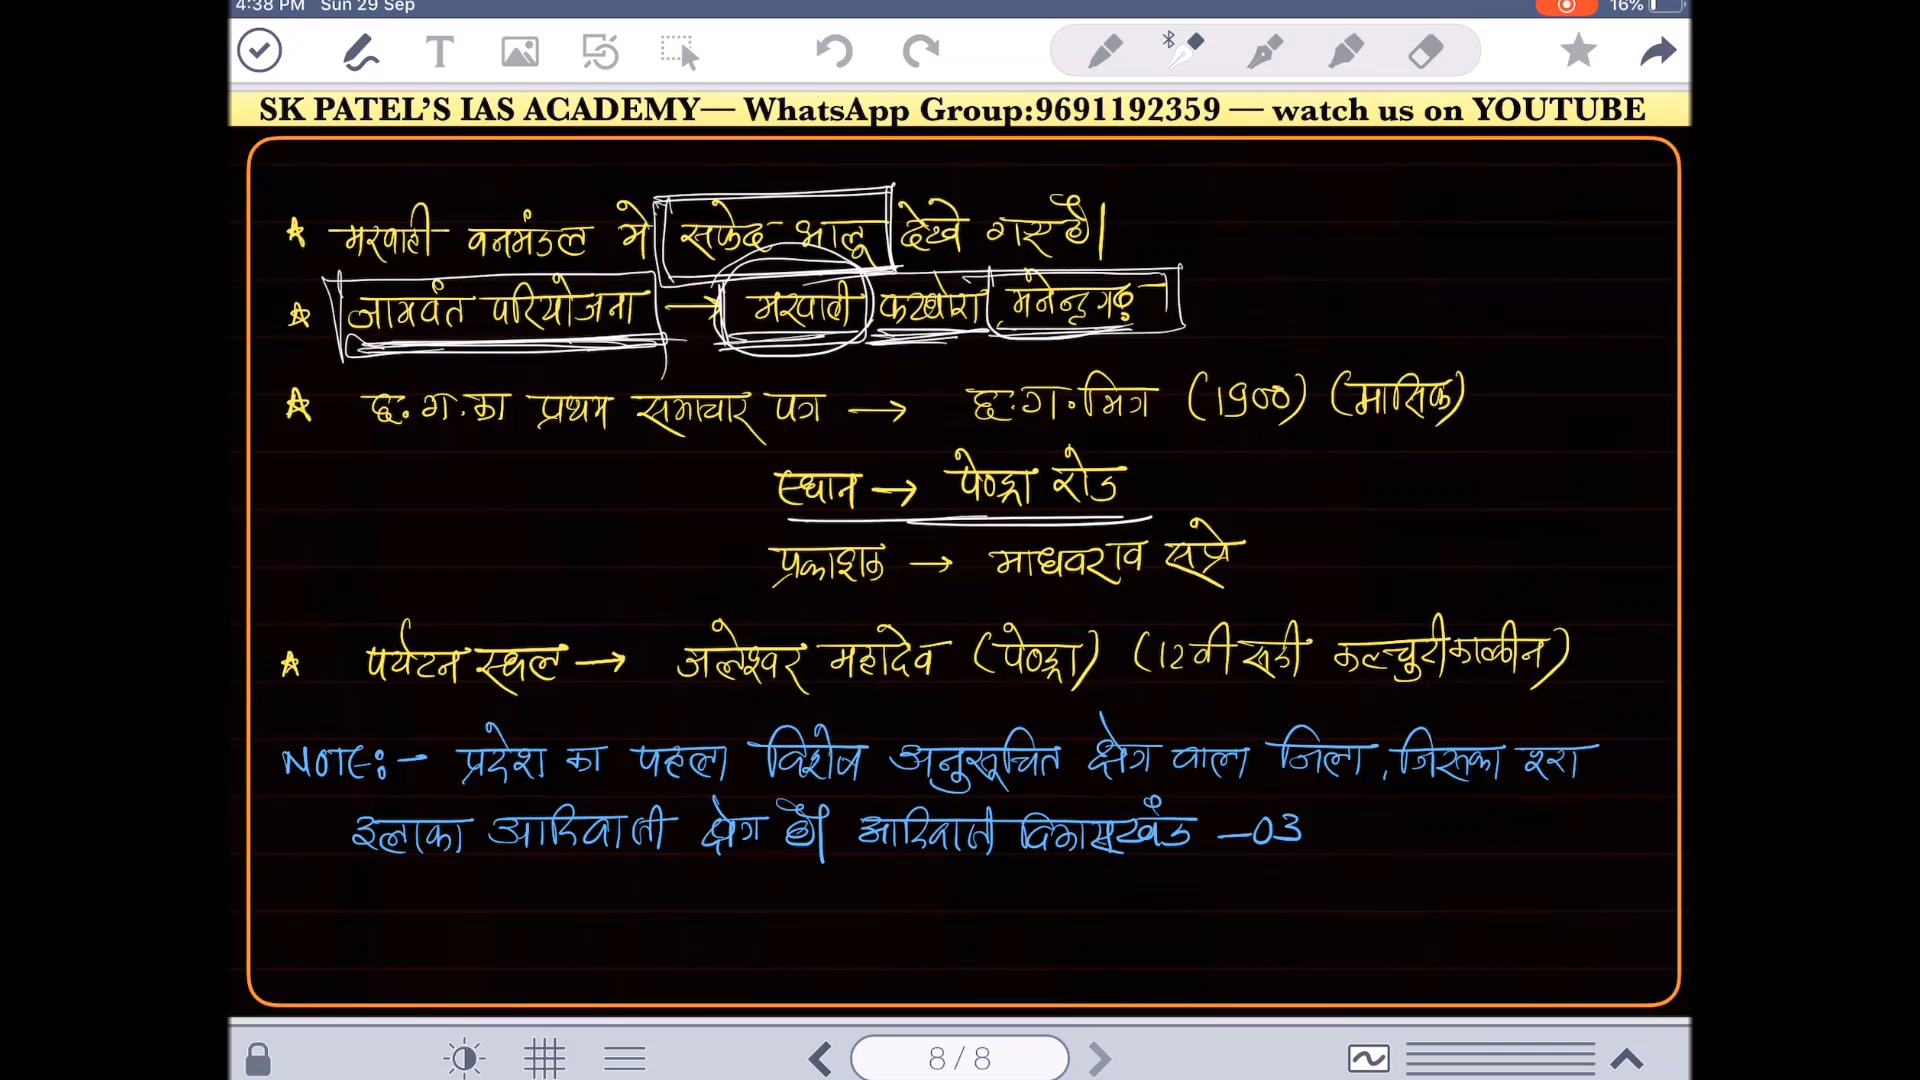 4:38 PM Sun 29 Sep 16%
SK PATEL'S IAS ACADEMY— WhatsApp Group:9691192359 — watch us on YOUTUBE
★ मरवाही वनमंडल मे सफेद भालू देखे गए है।
★ जामवंत परियोजना → मरवाही कटघोरा मनेन्द्रगढ़
★ छ.ग.का प्रथम समाचार पत्र → छ.ग.मित्र (1900) (मासिक)
स्थान → पेण्ड्रा रोड
प्रकाशक → माधवराव सप्रे
★ पर्यटन स्थल → जलेश्वर महादेव (पेण्ड्रा) (12वी सदी कल्चुरीकालीन)
NOTE:- प्रदेश का पहला विशेष अनुसूचित क्षेत्र वाला जिला, जिसका
इलाका आदिवासी क्षेत्र है। आदिवासी विकासखंड -03
8 / 8